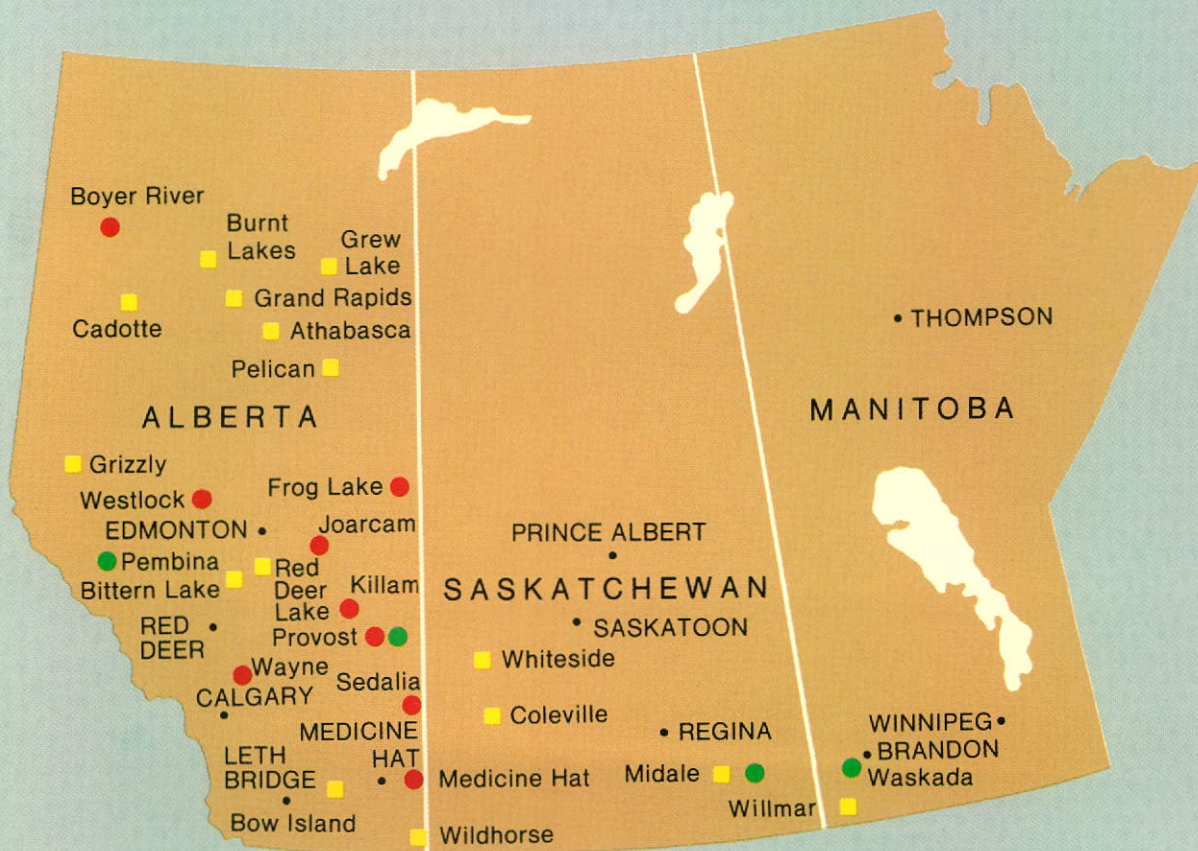 Boyer River
Burnt
Lakes
Grew
Lake
Cadotte
Grand Rapids
Athabasca
Pelican
ALBERTA
Grizzly
Westlock
Frog Lake
EDMONTON
Joarcam
Pembina
Bittern Lake
Red
Deer
Lake
Killam
RED
DEER
Provost
Wayne
Sedalia
CALGARY
MEDICINE
HAT
LETH
BRIDGE
Medicine Hat
Bow Island
Wildhorse
PRINCE ALBERT
SASKATCHEWAN
SASKATOON
Whiteside
Coleville
REGINA
Midale
Willmar
THOMPSON
MANITOBA
WINNIPEG
BRANDON
Waskada